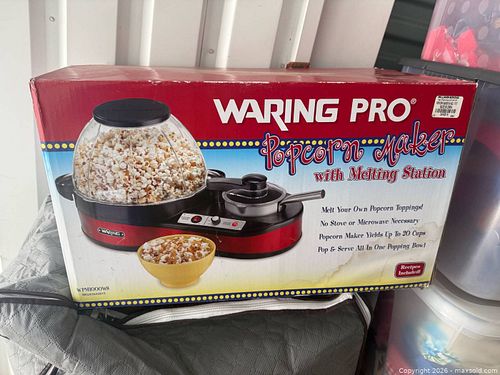 WARING PRO®
Popcorn Maker
with Melting Station
Melt Your Own Popcorn Toppings!
No Stove or Microwave Necessary
Popcorn Maker Yields Up To 20 Cups
Pop & Serve All In One Popping Bowl!
WARING
Recipes
Included!
Copyright 2026 - maxsold.com